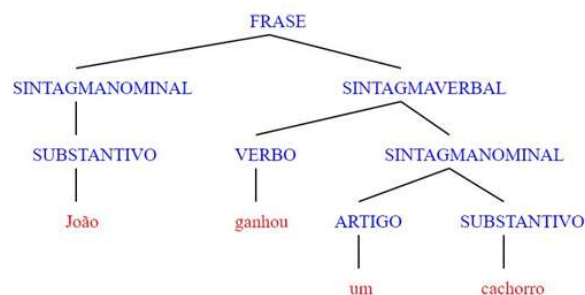 FRASE
SINTAGMANOMINAL SINTAGMAVERBAL
SUBSTANTIVO VERBO SINTAGMANOMINAL
João ganhou ARTIGO SUBSTANTIVO
um cachorro